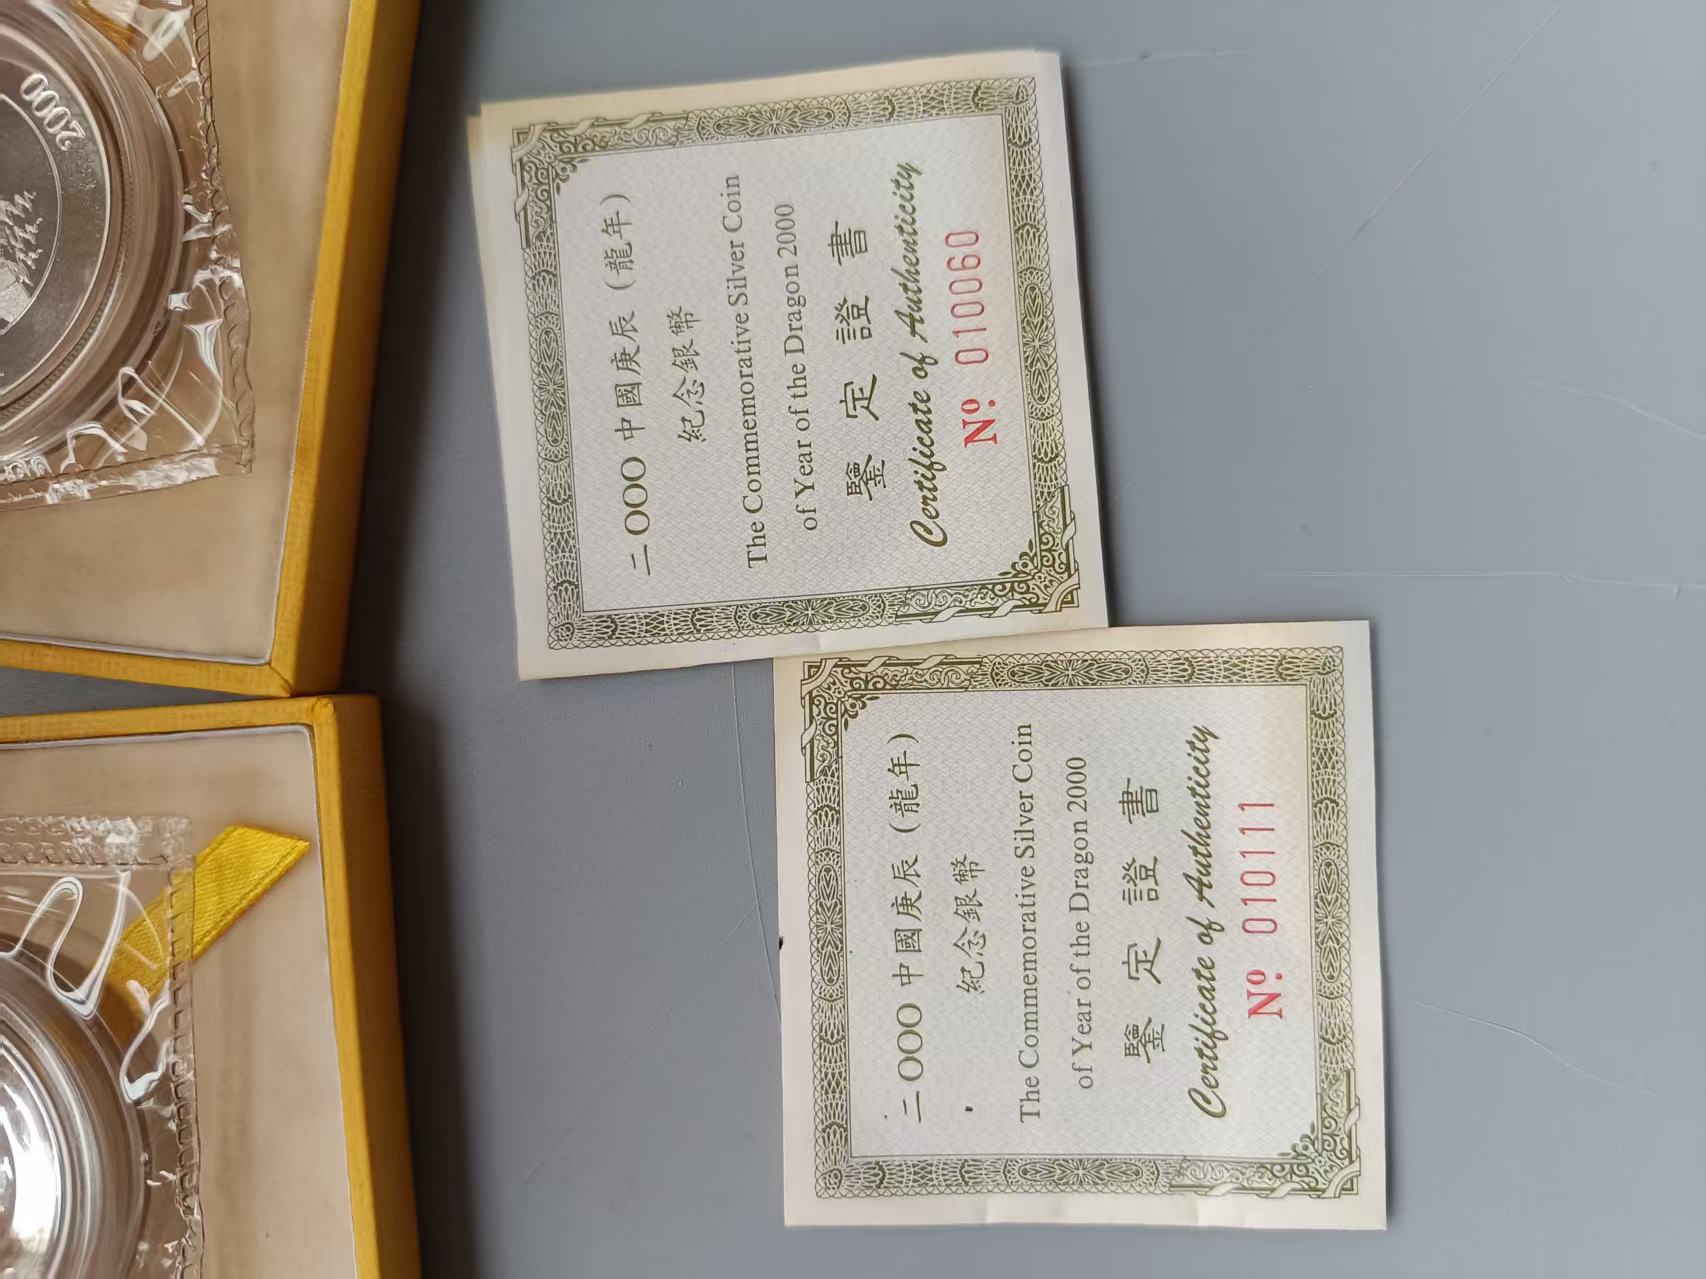 2000
二OOO中國庚辰(龍年)
紀念銀幣
The Commemorative Silver Coin
of Year of the Dragon 2000
鑒定證書
Certificate of Authenticity
Nº. 010060
二OOO中國庚辰(龍年)
紀念銀幣
The Commemorative Silver Coin
of Year of the Dragon 2000
鑒定證書
Certificate of Authenticity
Nº. 010111